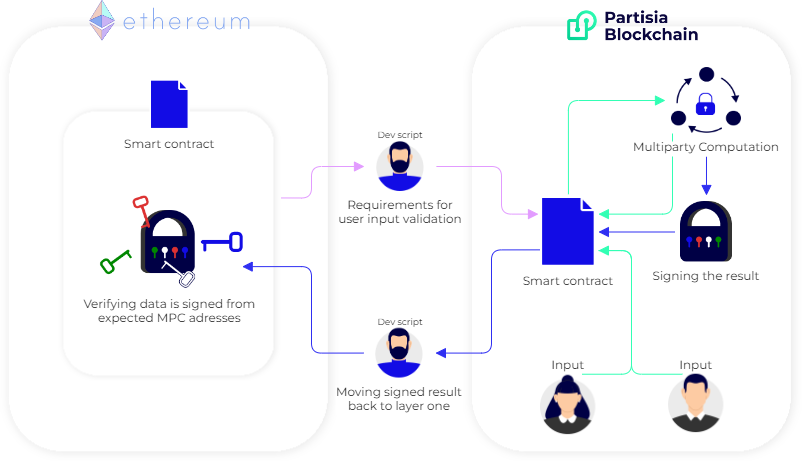 ethereum
Partisia
Blockchain
Smart contract
Dev script
Requirements for
user input validation
Multiparty Computation
Smart contract
Signing the result
Verifying data is signed from
expected MPC adresses
Dev script
Moving signed result
back to layer one
Input
Input